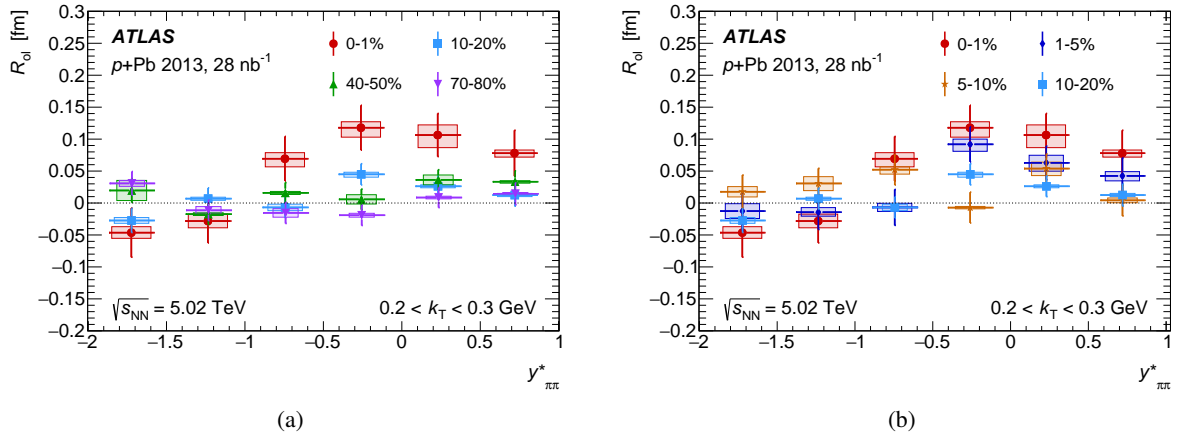 0.3
0.25
0.2
0.15
0.1
0.05
0
−0.05
−0.1
−0.15
−0.2
R_ol [fm]
ATLAS
p+Pb 2013, 28 nb⁻¹
0-1%
10-20%
40-50%
70-80%
√s_NN = 5.02 TeV
0.2 < k_T < 0.3 GeV
−2 −1.5 −1 −0.5 0 0.5 1
y*_ππ
(a)
0.3
0.25
0.2
0.15
0.1
0.05
0
−0.05
−0.1
−0.15
−0.2
R_ol [fm]
ATLAS
p+Pb 2013, 28 nb⁻¹
0-1%
1-5%
5-10%
10-20%
√s_NN = 5.02 TeV
0.2 < k_T < 0.3 GeV
−2 −1.5 −1 −0.5 0 0.5 1
y*_ππ
(b)